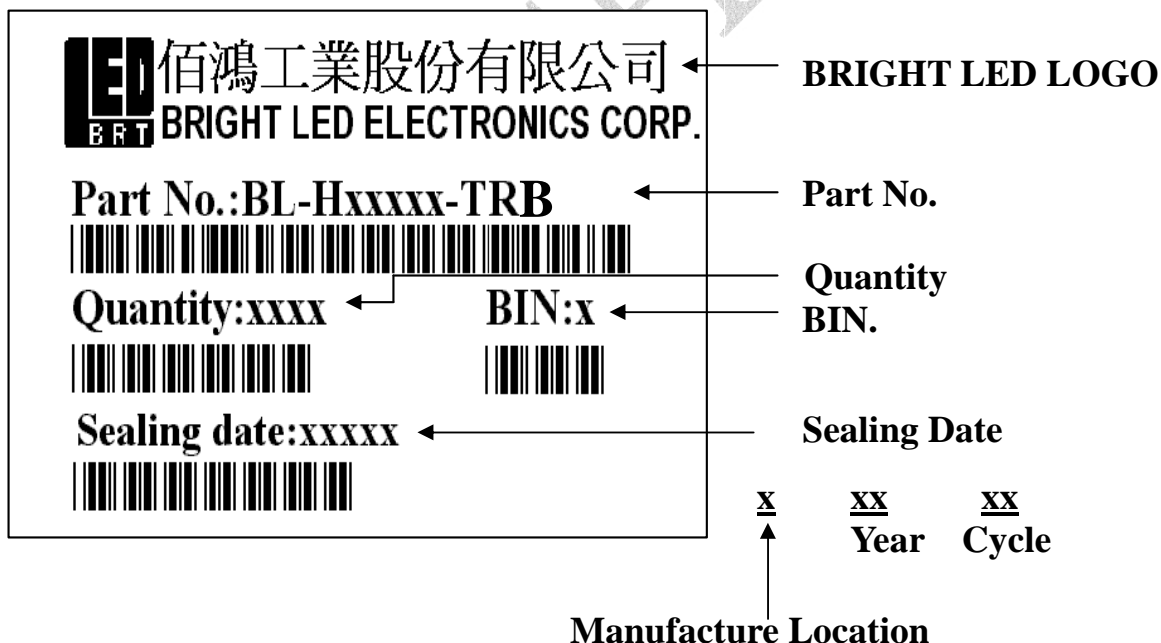 LED
BRT
佰鴻工業股份有限公司
BRIGHT LED ELECTRONICS CORP.
BRIGHT LED LOGO
Part No.:BL-Hxxxxx-TRB
Part No.
Quantity:xxxx
BIN:x
Quantity
BIN.
Sealing date:xxxxx
Sealing Date
x xx xx
Year Cycle
Manufacture Location